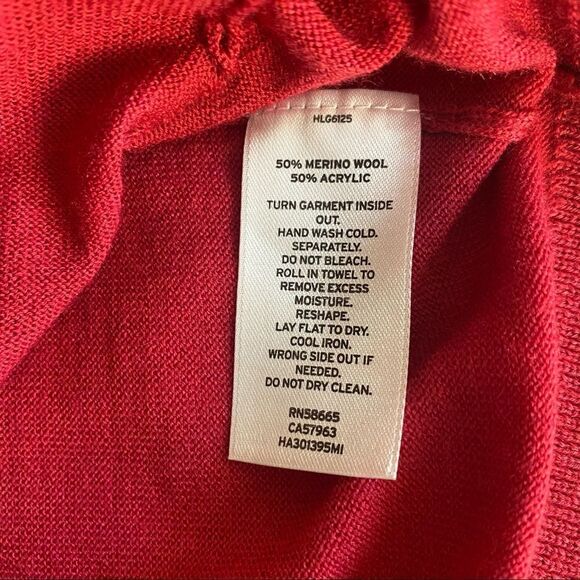 HLG6125
50% MERINO WOOL
50% ACRYLIC
TURN GARMENT INSIDE
OUT.
HAND WASH COLD.
SEPARATELY.
DO NOT BLEACH.
ROLL IN TOWEL TO
REMOVE EXCESS
MOISTURE.
RESHAPE.
LAY FLAT TO DRY.
COOL IRON.
WRONG SIDE OUT IF
NEEDED.
DO NOT DRY CLEAN.
RN58665
CA57963
HA301395MI